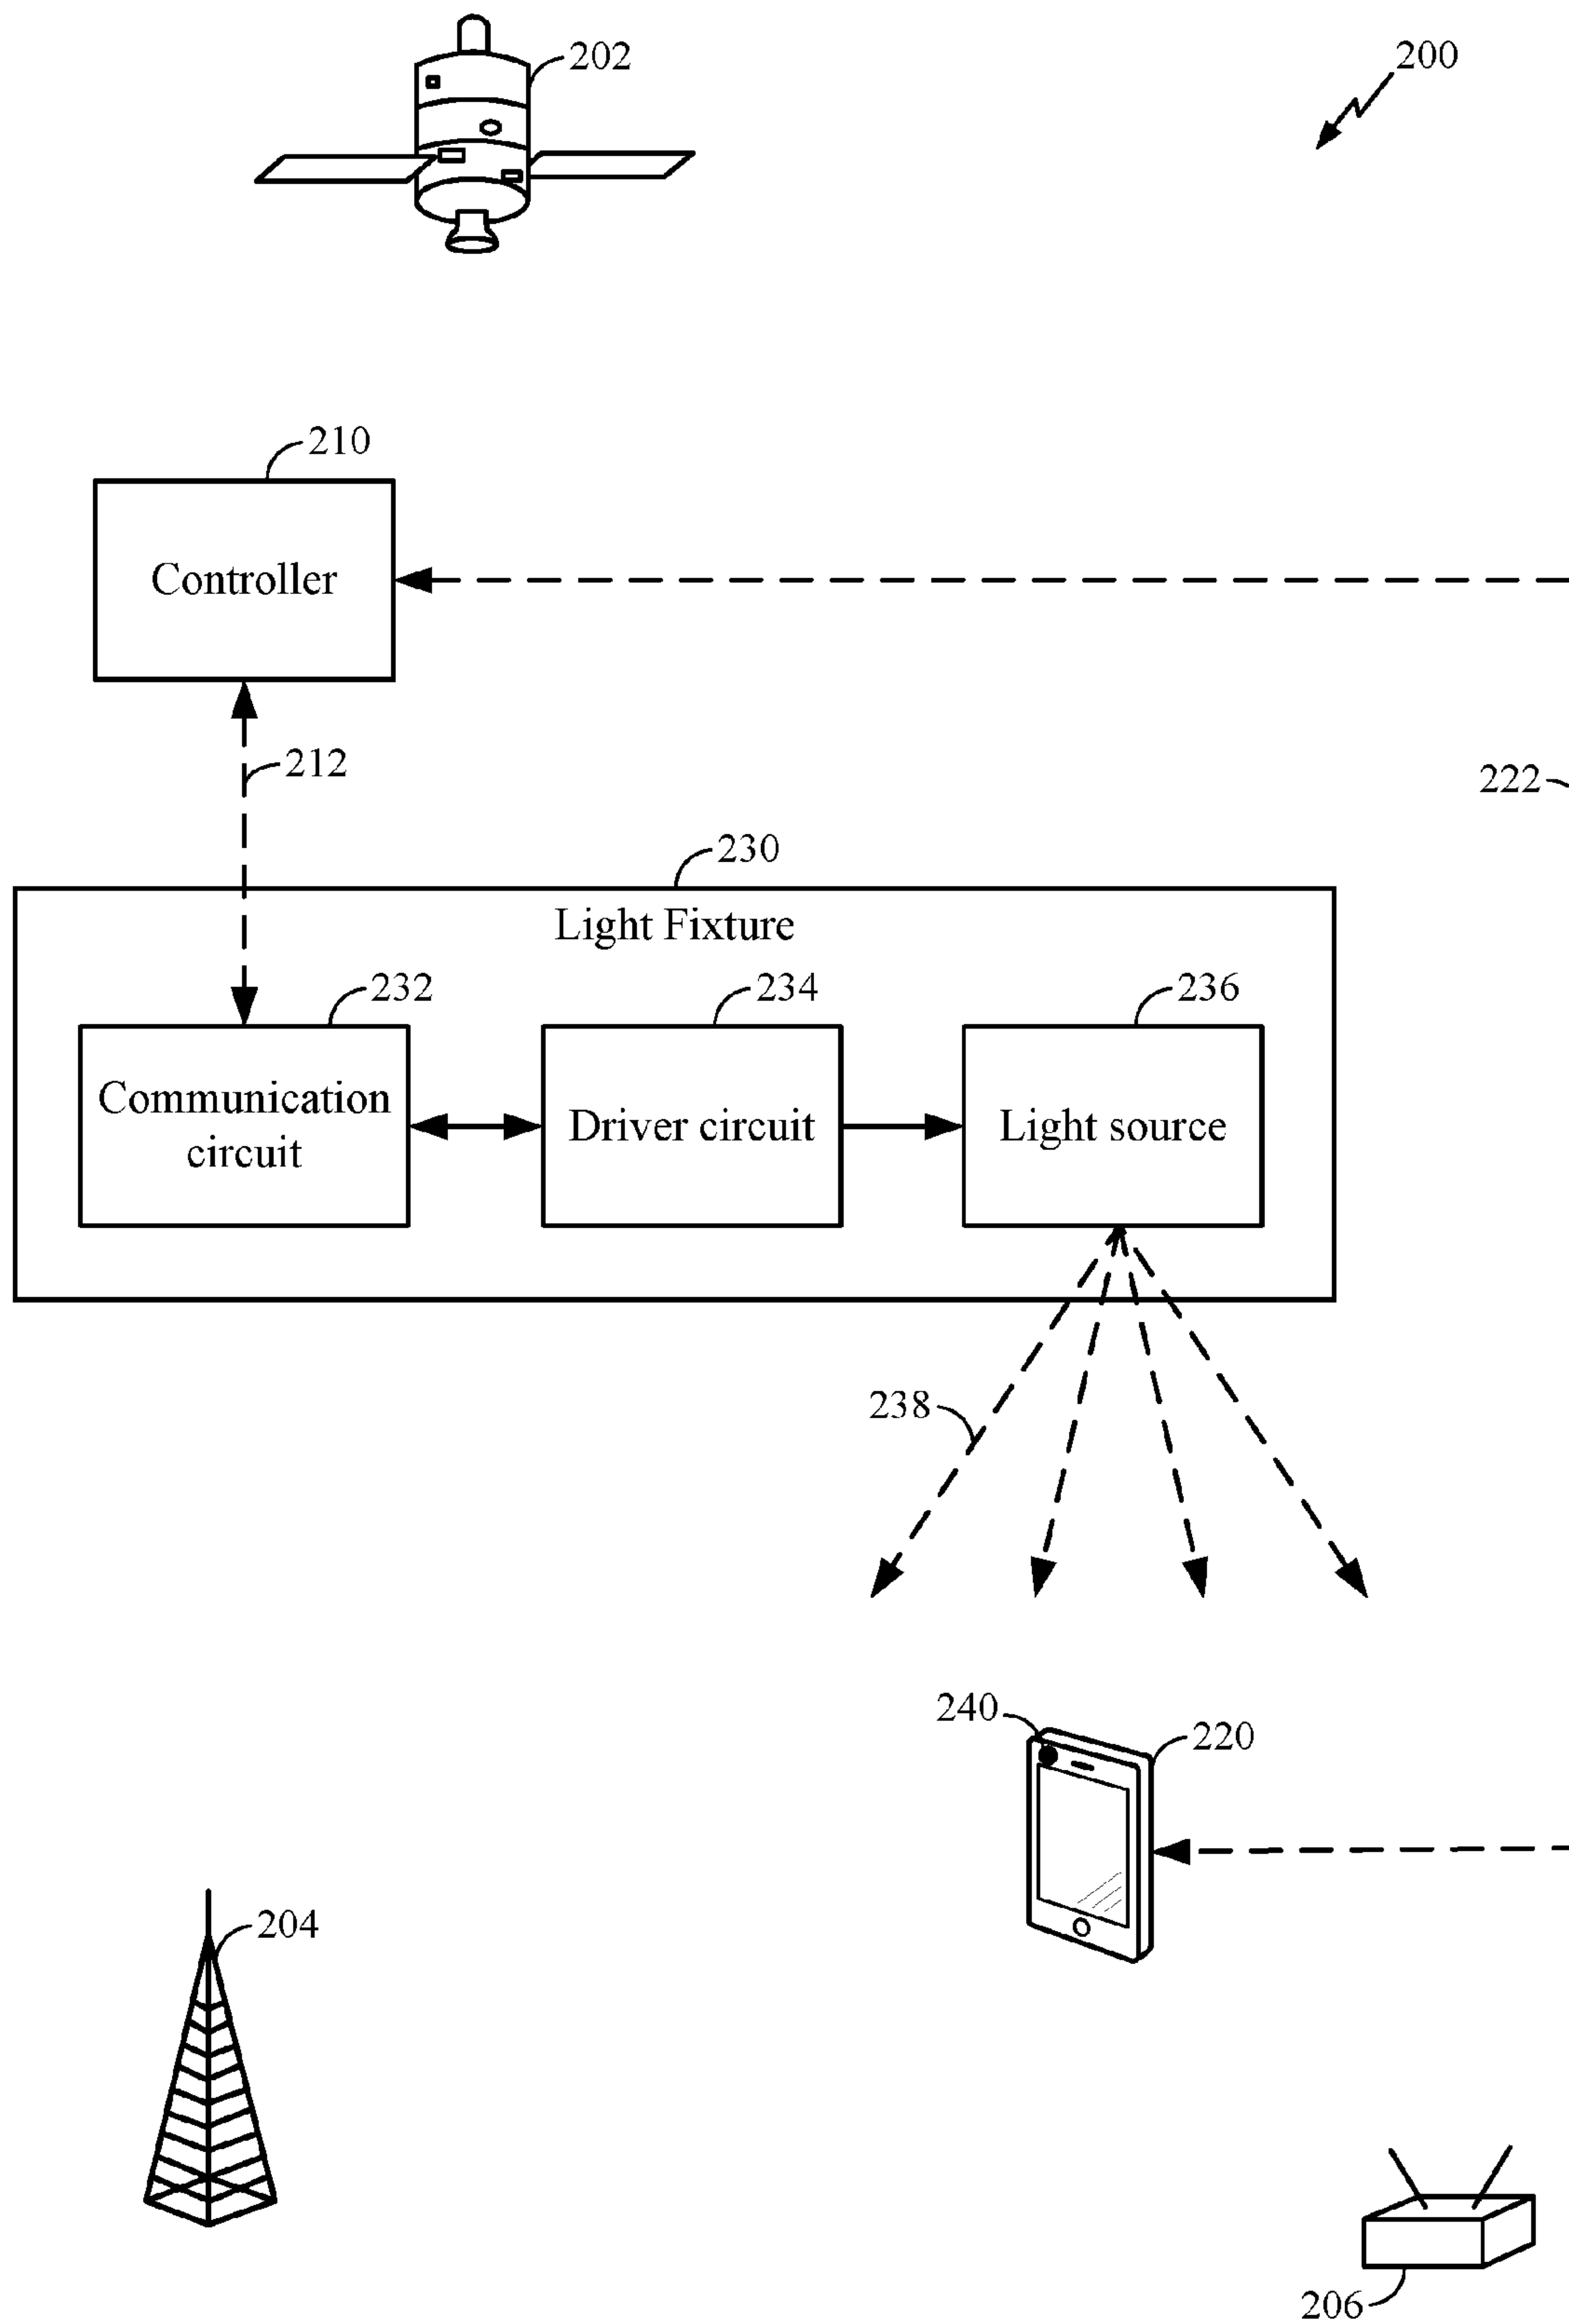 202
200
210
Controller
212
222
230
Light Fixture
232
234
236
Communication
circuit
Driver circuit
Light source
238
240
220
204
206